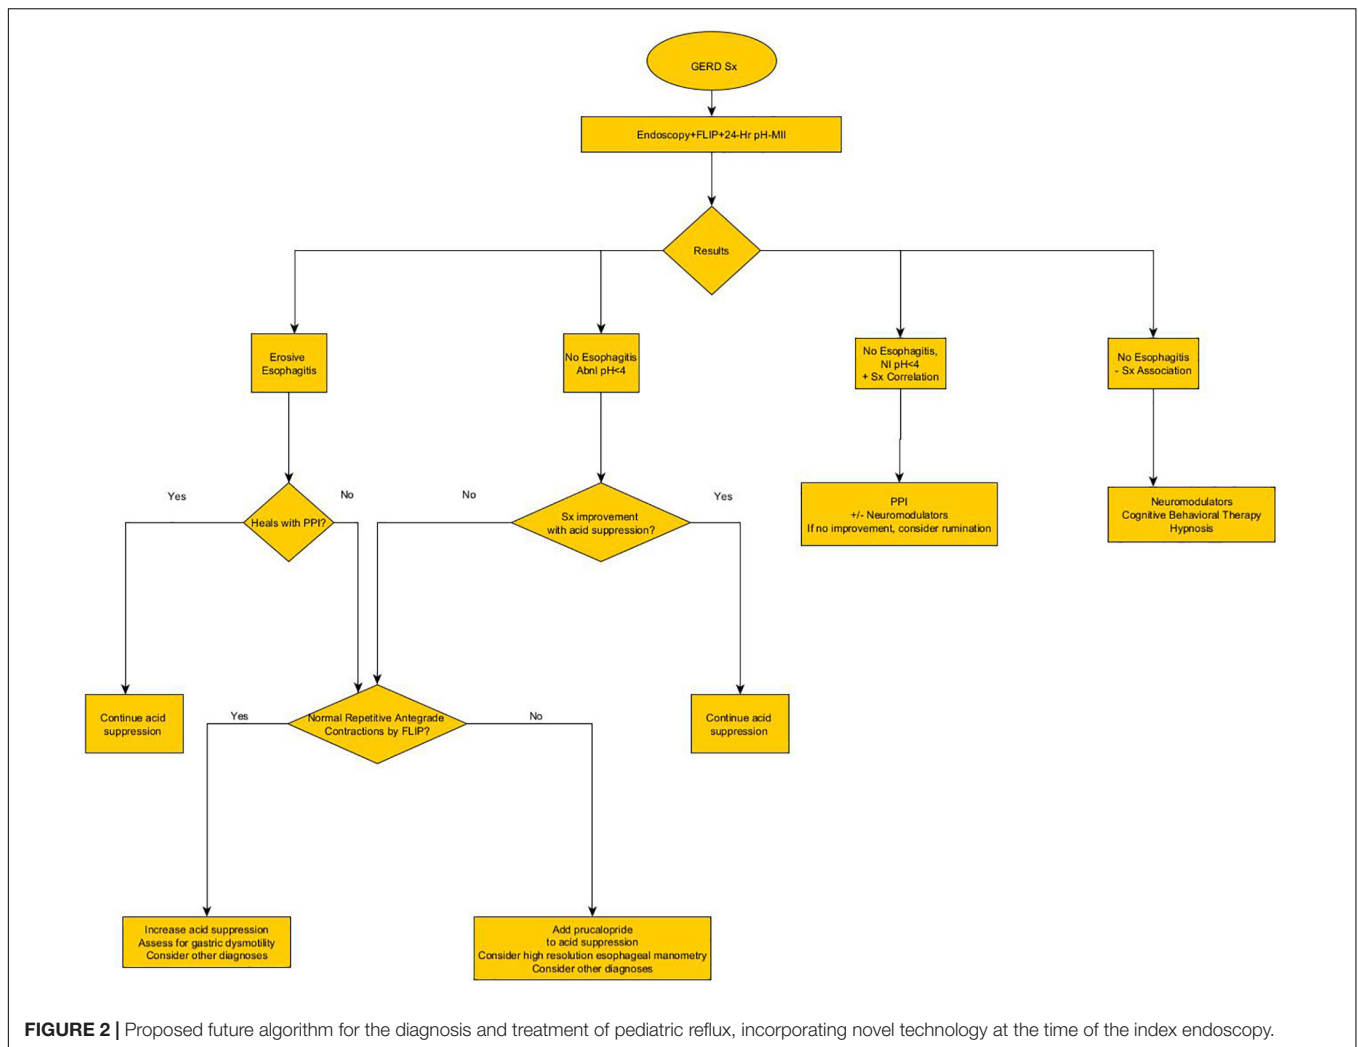 GERD Sx
Endoscopy+FLIP+24-Hr pH-MII
Results
Erosive
Esophagitis
No Esophagitis
Abnl pH<4
No Esophagitis,
Nl pH<4
+ Sx Correlation
No Esophagitis
- Sx Association
Yes
No
No
Yes
Heals with PPI?
Sx improvement
with acid suppression?
PPI
+/- Neuromodulators
If no improvement, consider rumination
Neuromodulators
Cognitive Behavioral Therapy
Hypnosis
Continue acid
suppression
Yes
Normal Repetitive Antegrade
Contractions by FLIP?
No
Continue acid
suppression
Increase acid suppression
Assess for gastric dysmotility
Consider other diagnoses
Add prucalopride
to acid suppression
Consider high resolution esophageal manometry
Consider other diagnoses
FIGURE 2 | Proposed future algorithm for the diagnosis and treatment of pediatric reflux, incorporating novel technology at the time of the index endoscopy.